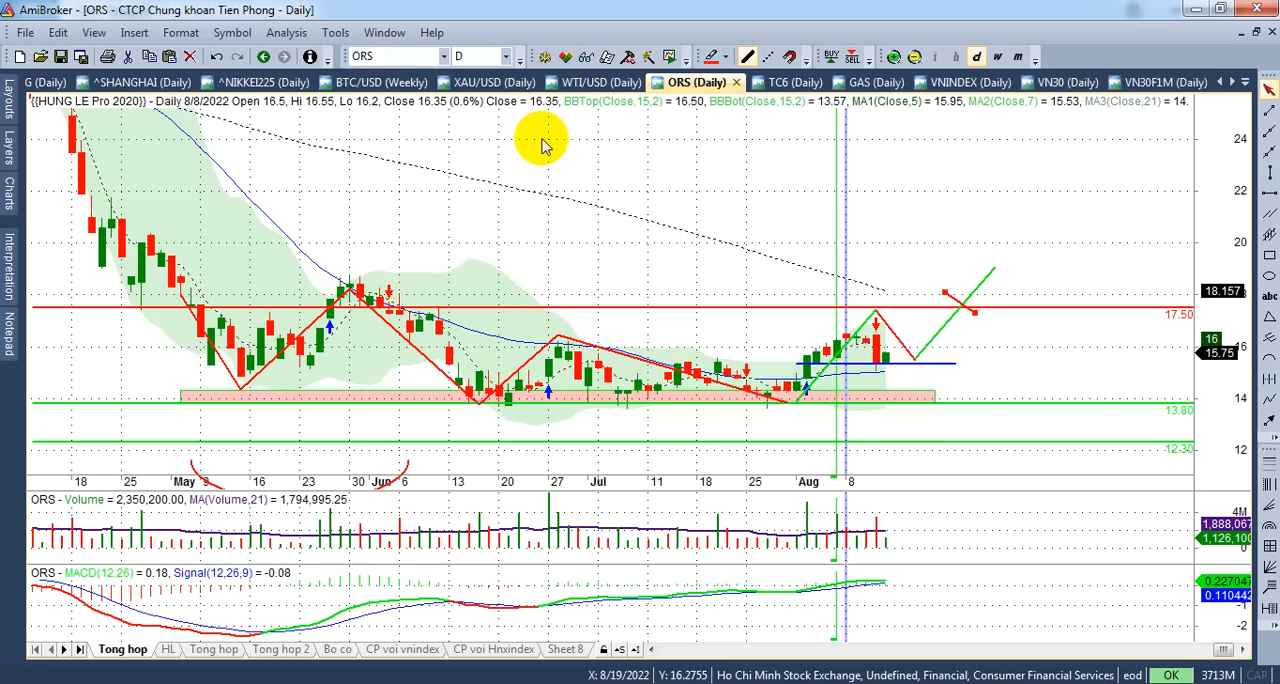 AmiBroker - [ORS - CTCP Chung khoan Tien Phong - Daily]
File Edit View Insert Format Symbol Analysis Tools Window Help
ORS D BUY SELL i h d w m
G (Daily) ^SHANGHAI (Daily) ^NIKKEI225 (Daily) BTC/USD (Weekly) XAU/USD (Daily) WTI/USD (Daily) ORS (Daily) TC6 (Daily) GAS (Daily) VNINDEX (Daily) VN30 (Daily) VN30F1M (Daily)
Layouts
Layers
Charts
Interpretation
Notepad
{{HUNG LE Pro 2020}} - Daily 8/8/2022 Open 16.5, Hi 16.55, Lo 16.2, Close 16.35 (0.6%) Close = 16.35, BBTop(Close,15,2) = 16.50, BBBot(Close,15,2) = 13.57, MA1(Close,5) = 15.95, MA2(Close,7) = 15.53, MA3(Close,21) = 14.
24
22
20
18.157
17.50
16
16
15.75
14
13.80
12.30
12
18 25 May 9 16 23 30 Jun 6 13 20 27 Jul 11 18 25 Aug 8
ORS - Volume = 2,350,200.00, MA(Volume,21) = 1,794,995.25
4M
1,888,067
1,126,100
0
ORS - MACD(12,26) = 0.18, Signal(12,26,9) = -0.08
0.227047
0.110442
-1
-2
Tong hop HL Tong hop Tong hop 2 Bo co CP voi vnindex CP voi Hnxindex Sheet 8
X: 8/19/2022 Y: 16.2755 Ho Chi Minh Stock Exchange, Undefined, Financial, Consumer Financial Services eod OK 3713M CAP
abc